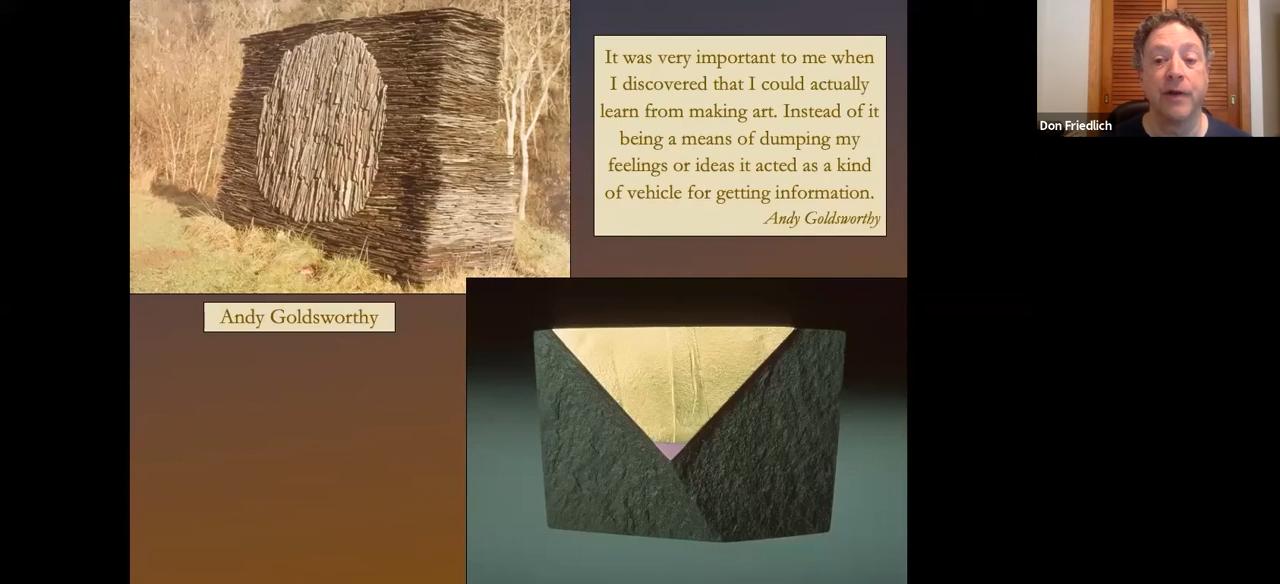 It was very important to me when
I discovered that I could actually
learn from making art. Instead of it
being a means of dumping my
feelings or ideas it acted as a kind
of vehicle for getting information.
Andy Goldsworthy
Andy Goldsworthy
Don Friedlich